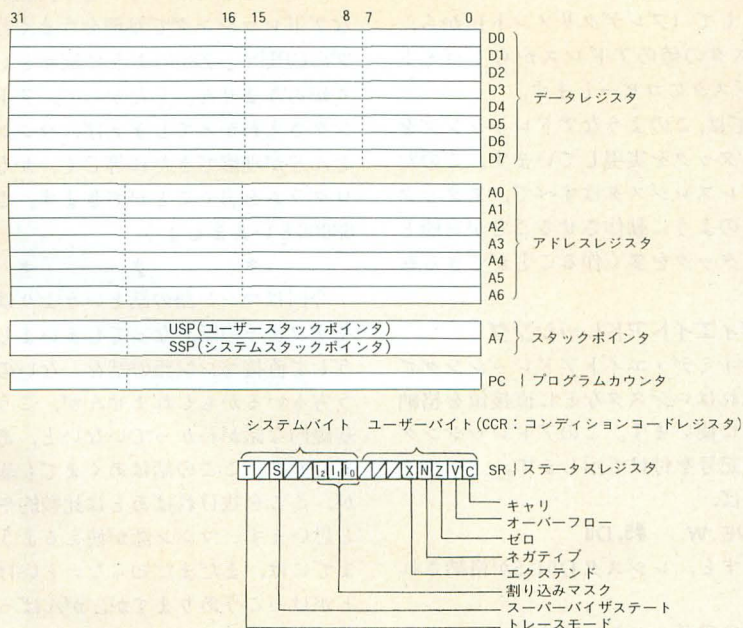 31 16 15 8 7 0
D0
D1
D2
D3
D4
D5
D6
D7
データレジスタ
A0
A1
A2
A3
A4
A5
A6
アドレスレジスタ
USP(ユーザースタックポインタ)
SSP(システムスタックポインタ)
A7 スタックポインタ
PC プログラムカウンタ
システムバイト ユーザーバイト(CCR:コンディションコードレジスタ)
T S I2 I1 I0 X N Z V C SR ステータスレジスタ
キャリ
オーバーフロー
ゼロ
ネガティブ
エクステンド
割り込みマスク
スーパーバイザステート
トレースモード